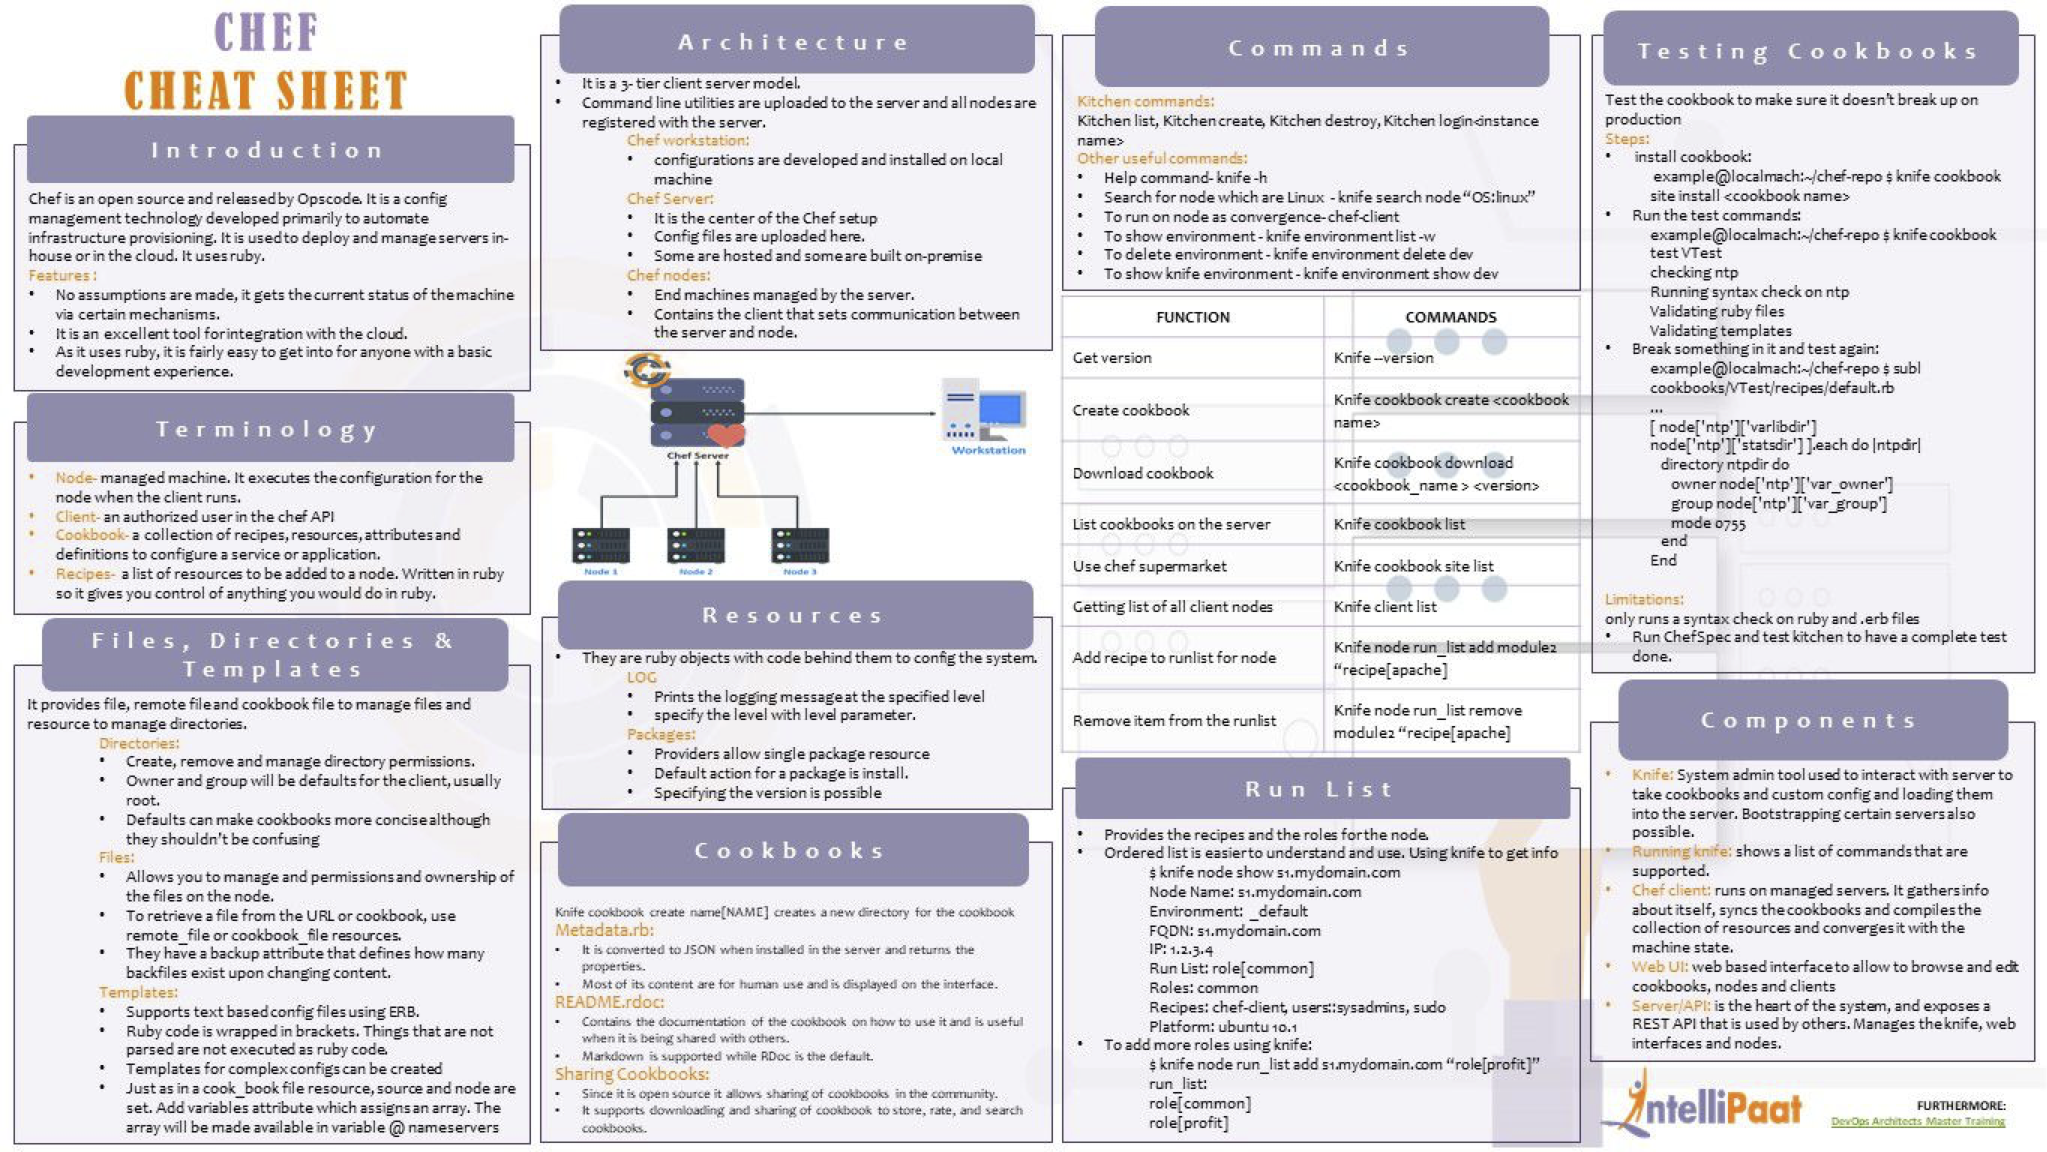 CHEF
CHEAT SHEET
Introduction
Chef is an open source and released by Opscode. It is a config
management technology developed primarily to automate
infrastructure provisioning. It is used to deploy and manage servers in-
house or in the cloud. It uses ruby.
Features :
• No assumptions are made, it gets the current status of the machine
via certain mechanisms.
• It is an excellent tool for integration with the cloud.
• As it uses ruby, it is fairly easy to get into for anyone with a basic
development experience.
Terminology
• Node- managed machine. It executes the configuration for the
node when the client runs.
• Client- an authorized user in the chef API
• Cookbook- a collection of recipes, resources, attributes and
definitions to configure a service or application.
• Recipes- a list of resources to be added to a node. Written in ruby
so it gives you control of anything you would do in ruby.
Files, Directories &
Templates
It provides file, remote file and cookbook file to manage files and
resource to manage directories.
Directories:
• Create, remove and manage directory permissions.
• Owner and group will be defaults for the client, usually
root.
• Defaults can make cookbooks more concise although
they shouldn't be confusing
Files:
• Allows you to manage and permissions and ownership of
the files on the node.
• To retrieve a file from the URL or cookbook, use
remote_file or cookbook_file resources.
• They have a backup attribute that defines how many
backfiles exist upon changing content.
Templates:
• Supports text based config files using ERB.
• Ruby code is wrapped in brackets. Things that are not
parsed are not executed as ruby code.
• Templates for complex configs can be created
• Just as in a cook_book file resource, source and node are
set. Add variables attribute which assigns an array. The
array will be made available in variable @ nameservers
Architecture
• It is a 3- tier client server model.
• Command line utilities are uploaded to the server and all nodes are
registered with the server.
Chef workstation:
• configurations are developed and installed on local
machine
Chef Server:
• It is the center of the Chef setup
• Config files are uploaded here.
• Some are hosted and some are built on-premise
Chef nodes:
• End machines managed by the server.
• Contains the client that sets communication between
the server and node.
Chef Server
Workstation
Node 1
Node 2
Node 3
Resources
• They are ruby objects with code behind them to config the system.
LOG
• Prints the logging message at the specified level
• specify the level with level parameter.
Packages:
• Providers allow single package resource
• Default action for a package is install.
• Specifying the version is possible
Cookbooks
Knife cookbook create name[NAME] creates a new directory for the cookbook
Metadata.rb:
• It is converted to JSON when installed in the server and returns the
properties.
• Most of its content are for human use and is displayed on the interface.
README.rdoc:
• Contains the documentation of the cookbook on how to use it and is useful
when it is being shared with others.
• Markdown is supported while RDoc is the default.
Sharing Cookbooks:
• Since it is open source it allows sharing of cookbooks in the community.
• It supports downloading and sharing of cookbook to store, rate, and search
cookbooks.
Commands
Kitchen commands:
Kitchen list, Kitchen create, Kitchen destroy, Kitchen login<instance
name>
Other useful commands:
• Help command- knife -h
• Search for node which are Linux - knife search node “OS:linux”
• To run on node as convergence- chef-client
• To show environment - knife environment list -w
• To delete environment - knife environment delete dev
• To show knife environment - knife environment show dev
FUNCTION COMMANDS
Get version Knife --version
Create cookbook Knife cookbook create <cookbook
name>
Download cookbook Knife cookbook download
<cookbook_name > <version>
List cookbooks on the server Knife cookbook list
Use chef supermarket Knife cookbook site list
Getting list of all client nodes Knife client list
Add recipe to runlist for node Knife node run_list add module2
“recipe[apache]
Remove item from the runlist Knife node run_list remove
module2 “recipe[apache]
Run List
• Provides the recipes and the roles for the node.
• Ordered list is easier to understand and use. Using knife to get info
$ knife node show s1.mydomain.com
Node Name: s1.mydomain.com
Environment: _default
FQDN: s1.mydomain.com
IP: 1.2.3.4
Run List: role[common]
Roles: common
Recipes: chef-client, users::sysadmins, sudo
Platform: ubuntu 10.1
• To add more roles using knife:
$ knife node run_list add s1.mydomain.com “role[profit]”
run_list:
role[common]
role[profit]
Testing Cookbooks
Test the cookbook to make sure it doesn't break up on
production
Steps:
• install cookbook:
example@localmach:~/chef-repo $ knife cookbook
site install <cookbook name>
• Run the test commands:
example@localmach:~/chef-repo $ knife cookbook
test VTest
checking ntp
Running syntax check on ntp
Validating ruby files
Validating templates
• Break something in it and test again:
example@localmach:~/chef-repo $ subl
cookbooks/VTest/recipes/default.rb
...
[ node['ntp']['varlibdir']
node['ntp']['statsdir'] ].each do |ntpdir|
directory ntpdir do
owner node['ntp']['var_owner']
group node['ntp']['var_group']
mode 0755
end
End
Limitations:
only runs a syntax check on ruby and .erb files
• Run ChefSpec and test kitchen to have a complete test
done.
Components
• Knife: System admin tool used to interact with server to
take cookbooks and custom config and loading them
into the server. Bootstrapping certain servers also
possible.
• Running knife: shows a list of commands that are
supported.
• Chef client: runs on managed servers. It gathers info
about itself, syncs the cookbooks and compiles the
collection of resources and converges it with the
machine state.
• Web UI: web based interface to allow to browse and edit
cookbooks, nodes and clients
• Server/API: is the heart of the system, and exposes a
REST API that is used by others. Manages the knife, web
interfaces and nodes.
IntelliPaat
FURTHERMORE:
DevOps Architects Master Training